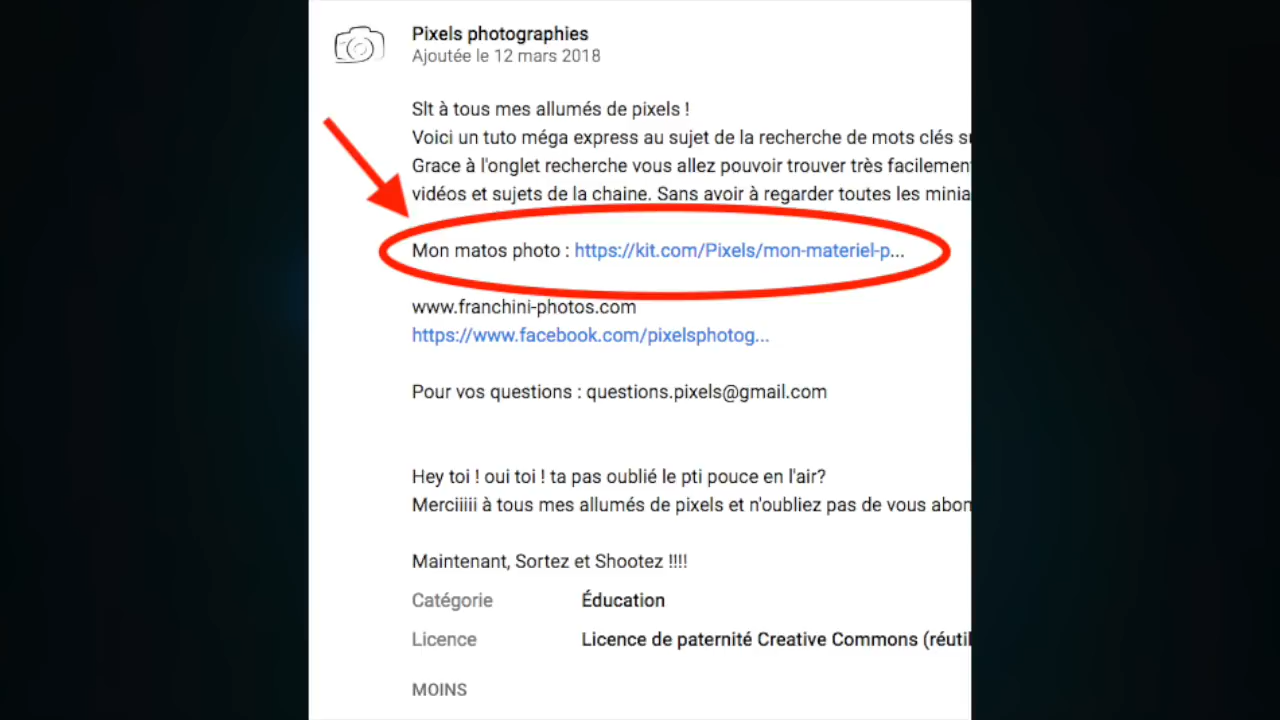 Pixels photographies
Ajoutée le 12 mars 2018
Slt à tous mes allumés de pixels !
Voici un tuto méga express au sujet de la recherche de mots clés
Grace à l'onglet recherche vous allez pouvoir trouver très facilement
vidéos et sujets de la chaine. Sans avoir à regarder toutes les
Mon matos photo : https://kit.com/Pixels/mon-materiel-p...
www.franchini-photos.com
https://www.facebook.com/pixelsphotog...
Pour vos questions : questions.pixels@gmail.com
Hey toi ! oui toi ! ta pas oublié le pti pouce en l'air?
Merciiiii à tous mes allumés de pixels et n'oubliez pas de vous
Maintenant, Sortez et Shootez !!!!
Catégorie Éducation
Licence Licence de paternité Creative Commons
MOINS